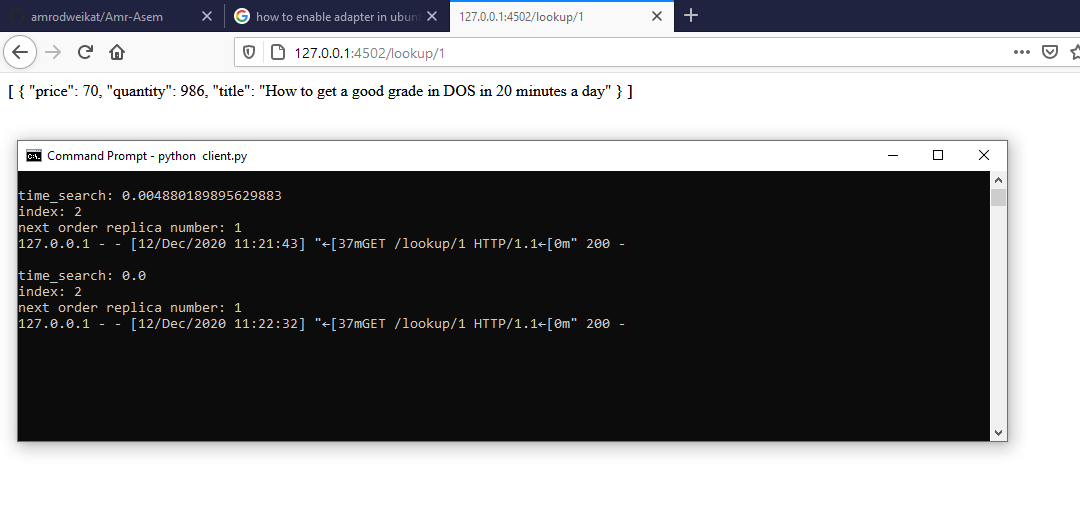 amrodweikat/Amr-Asem
how to enable adapter in ubun
127.0.0.1:4502/lookup/1
127.0.0.1:4502/lookup/1
[ { "price": 70, "quantity": 986, "title": "How to get a good grade in DOS in 20 minutes a day" } ]
Command Prompt - python  client.py
time_search: 0.004880189895629883
index: 2
next order replica number: 1
127.0.0.1 - - [12/Dec/2020 11:21:43] "←[37mGET /lookup/1 HTTP/1.1←[0m" 200 -
time_search: 0.0
index: 2
next order replica number: 1
127.0.0.1 - - [12/Dec/2020 11:22:32] "←[37mGET /lookup/1 HTTP/1.1←[0m" 200 -